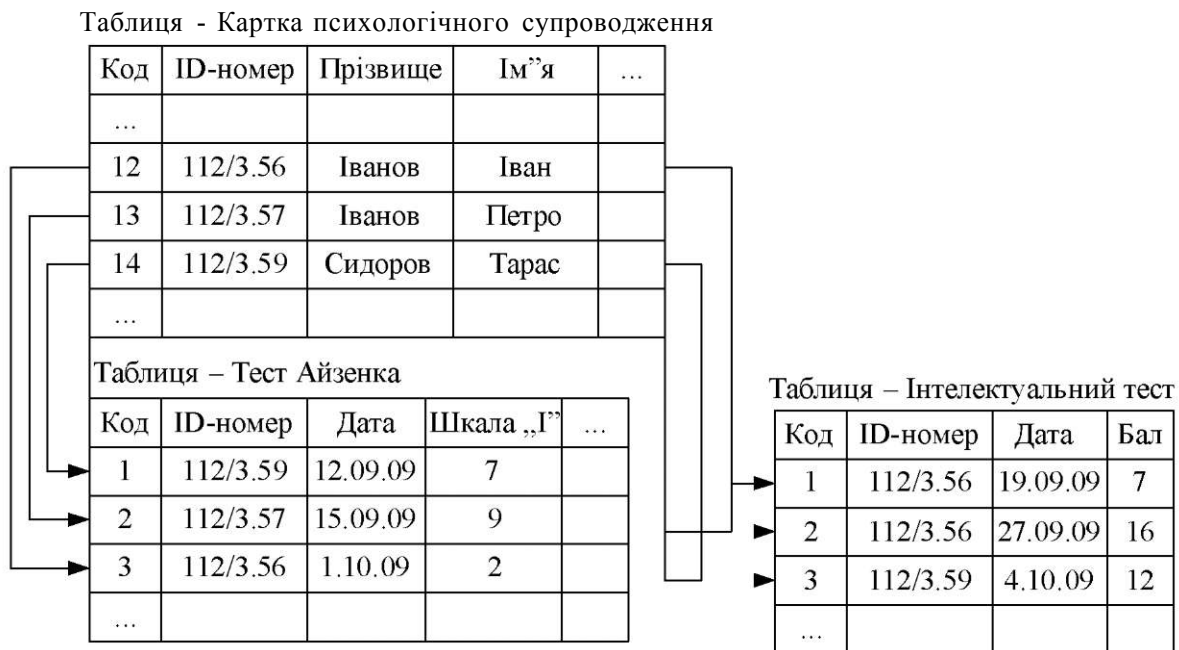 Таблиця - Картка психологічного супроводження
Код ID-номер Прізвище Ім”я ...
...
12 112/3.56 Іванов Іван
13 112/3.57 Іванов Петро
14 112/3.59 Сидоров Тарас
...
Таблиця – Тест Айзенка
Код ID-номер Дата Шкала „І” ...
1 112/3.59 12.09.09 7
2 112/3.57 15.09.09 9
3 112/3.56 1.10.09 2
...
Таблиця – Інтелектуальний тест
Код ID-номер Дата Бал
1 112/3.56 19.09.09 7
2 112/3.56 27.09.09 16
3 112/3.59 4.10.09 12
...